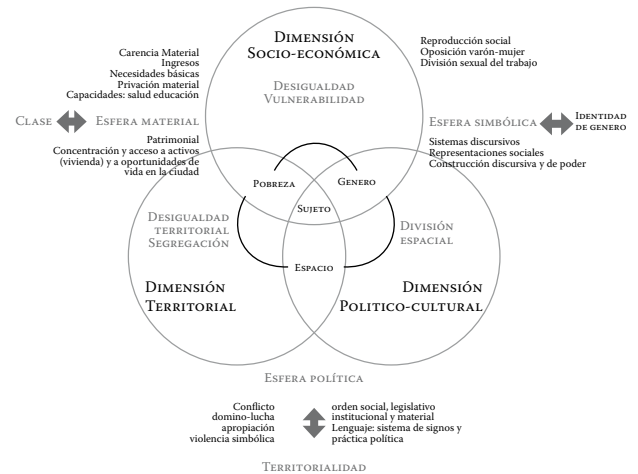 Dimensión
Socio-económica
Carencia Material
Ingresos
Necesidades básicas
Privación material
Capacidades: salud educación
Reproducción social
Oposición varón-mujer
División sexual del trabajo
Desigualdad
Vulnerabilidad
Clase
Esfera material
Esfera simbólica
Identidad
de genero
Patrimonial
Concentración y acceso a activos
(vivienda) y a oportunidades de
vida en la ciudad
Sistemas discursivos
Representaciones sociales
Construcción discursiva y de poder
Pobreza
Genero
Sujeto
Desigualdad
territorial
Segregación
División
espacial
Espacio
Dimensión
Territorial
Dimensión
Politico-cultural
Esfera política
Conflicto
domino-lucha
apropiación
violencia simbólica
orden social, legislativo
institucional y material
Lenguaje: sistema de signos y
práctica política
Territorialidad